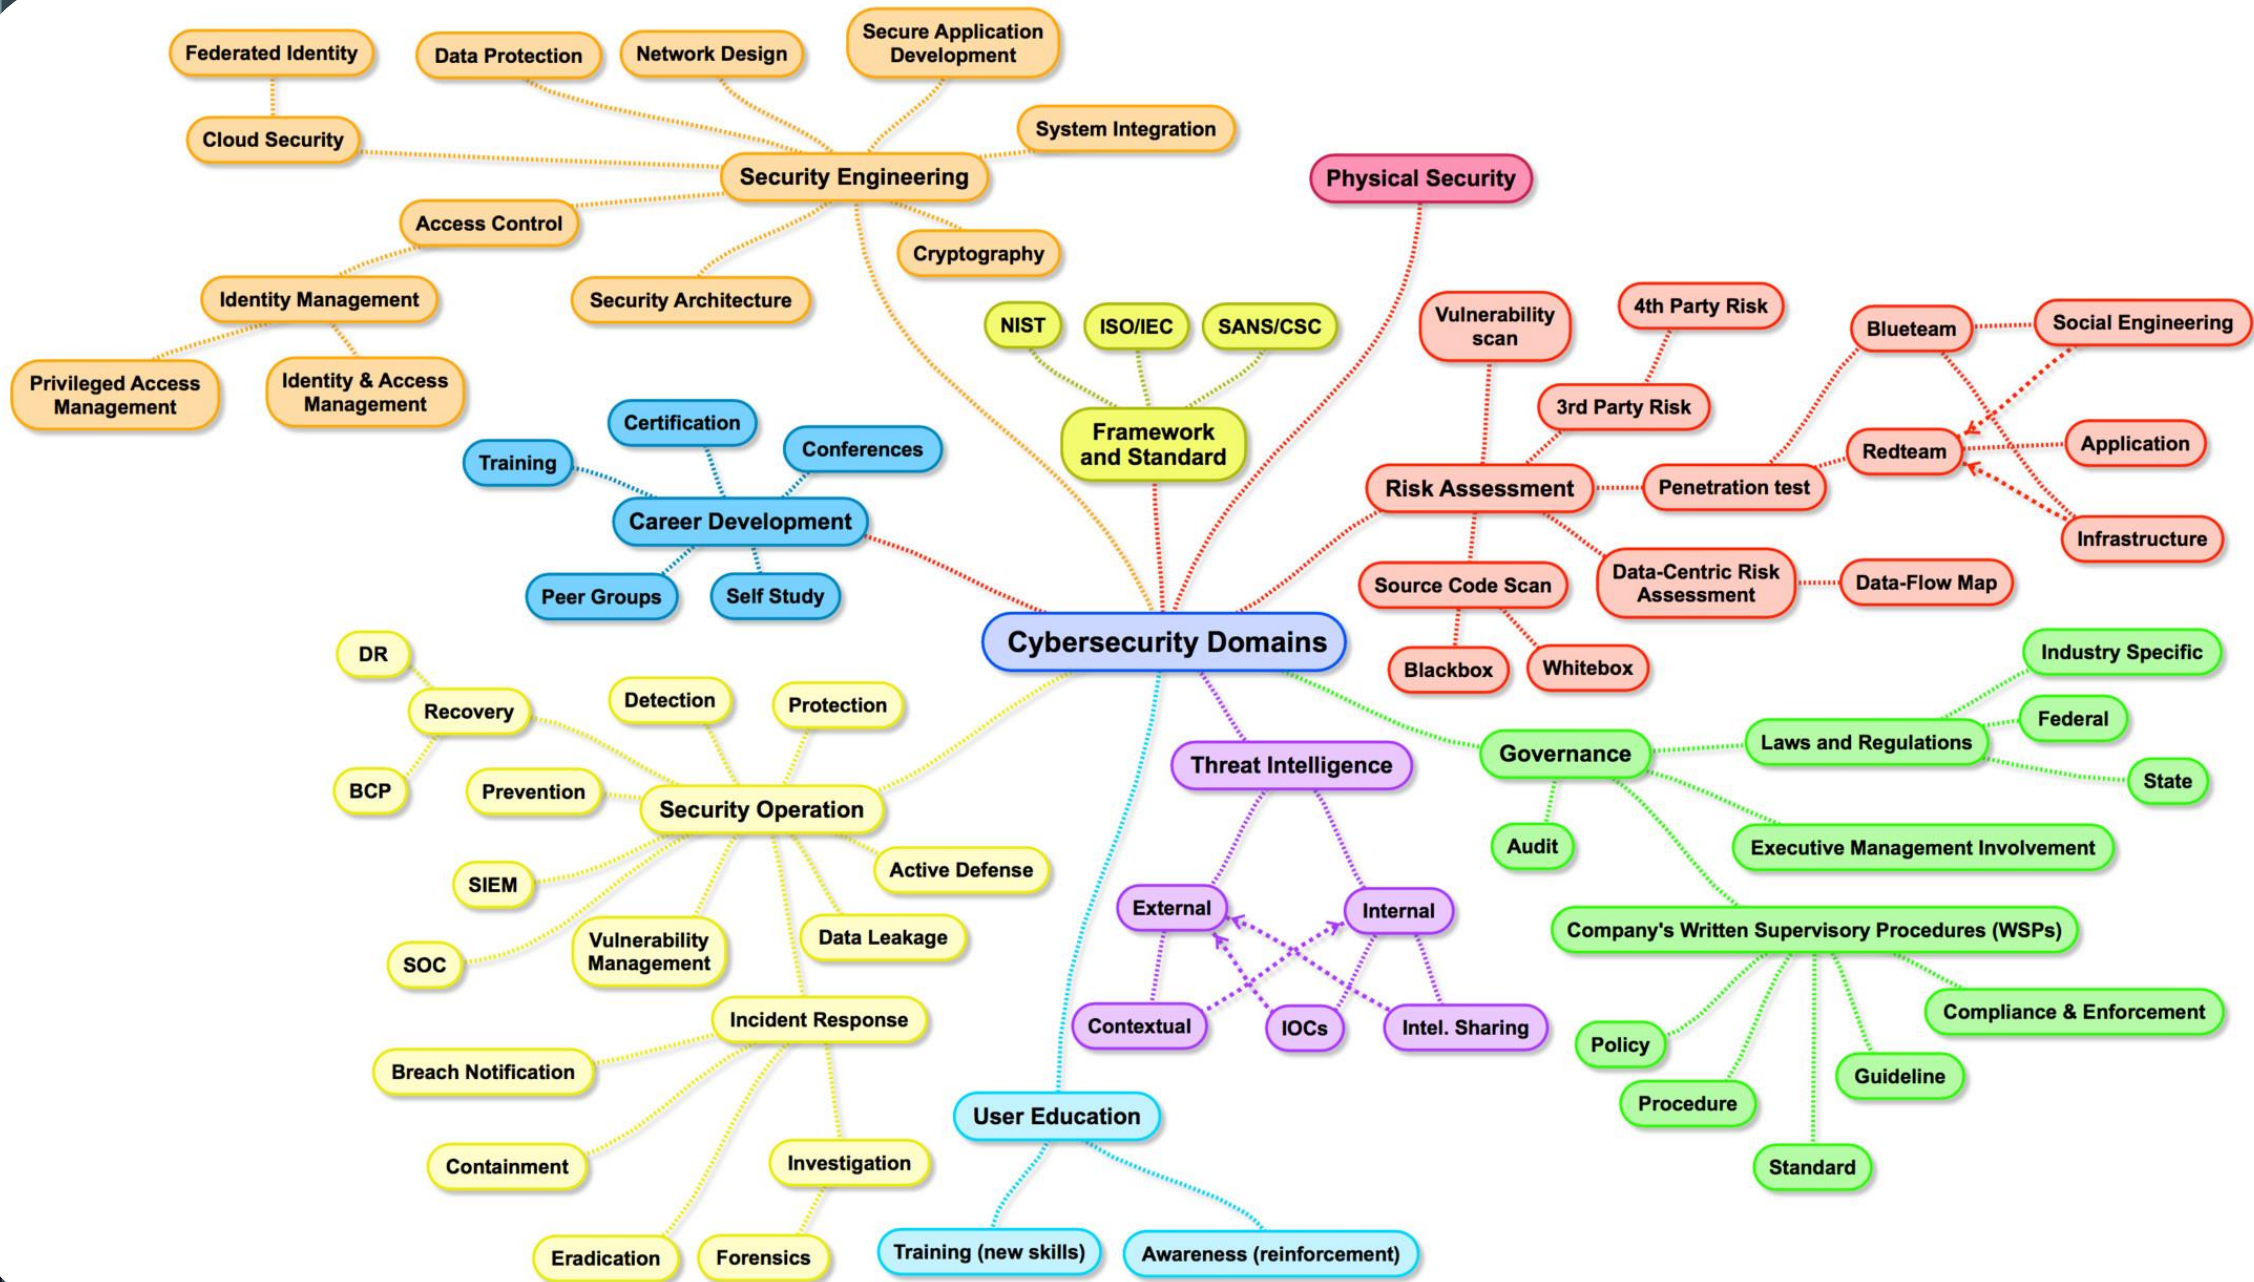 Federated Identity
Data Protection
Network Design
Secure Application
Development
Cloud Security
System Integration
Security Engineering
Access Control
Cryptography
Identity Management
Security Architecture
Privileged Access
Management
Identity & Access
Management
Physical Security
NIST
ISO/IEC
SANS/CSC
Framework
and Standard
Certification
Training
Conferences
Career Development
Peer Groups
Self Study
Vulnerability
scan
4th Party Risk
3rd Party Risk
Blueteam
Social Engineering
Redteam
Application
Risk Assessment
Penetration test
Infrastructure
Source Code Scan
Data-Centric Risk
Assessment
Data-Flow Map
Blackbox
Whitebox
Cybersecurity Domains
DR
Recovery
Detection
Protection
BCP
Prevention
Security Operation
SIEM
Active Defense
SOC
Vulnerability
Management
Data Leakage
Incident Response
Breach Notification
Containment
Investigation
Eradication
Forensics
Threat Intelligence
External
Internal
Contextual
IOCs
Intel. Sharing
User Education
Training (new skills)
Awareness (reinforcement)
Industry Specific
Federal
Laws and Regulations
State
Governance
Audit
Executive Management Involvement
Company's Written Supervisory Procedures (WSPs)
Compliance & Enforcement
Policy
Guideline
Procedure
Standard